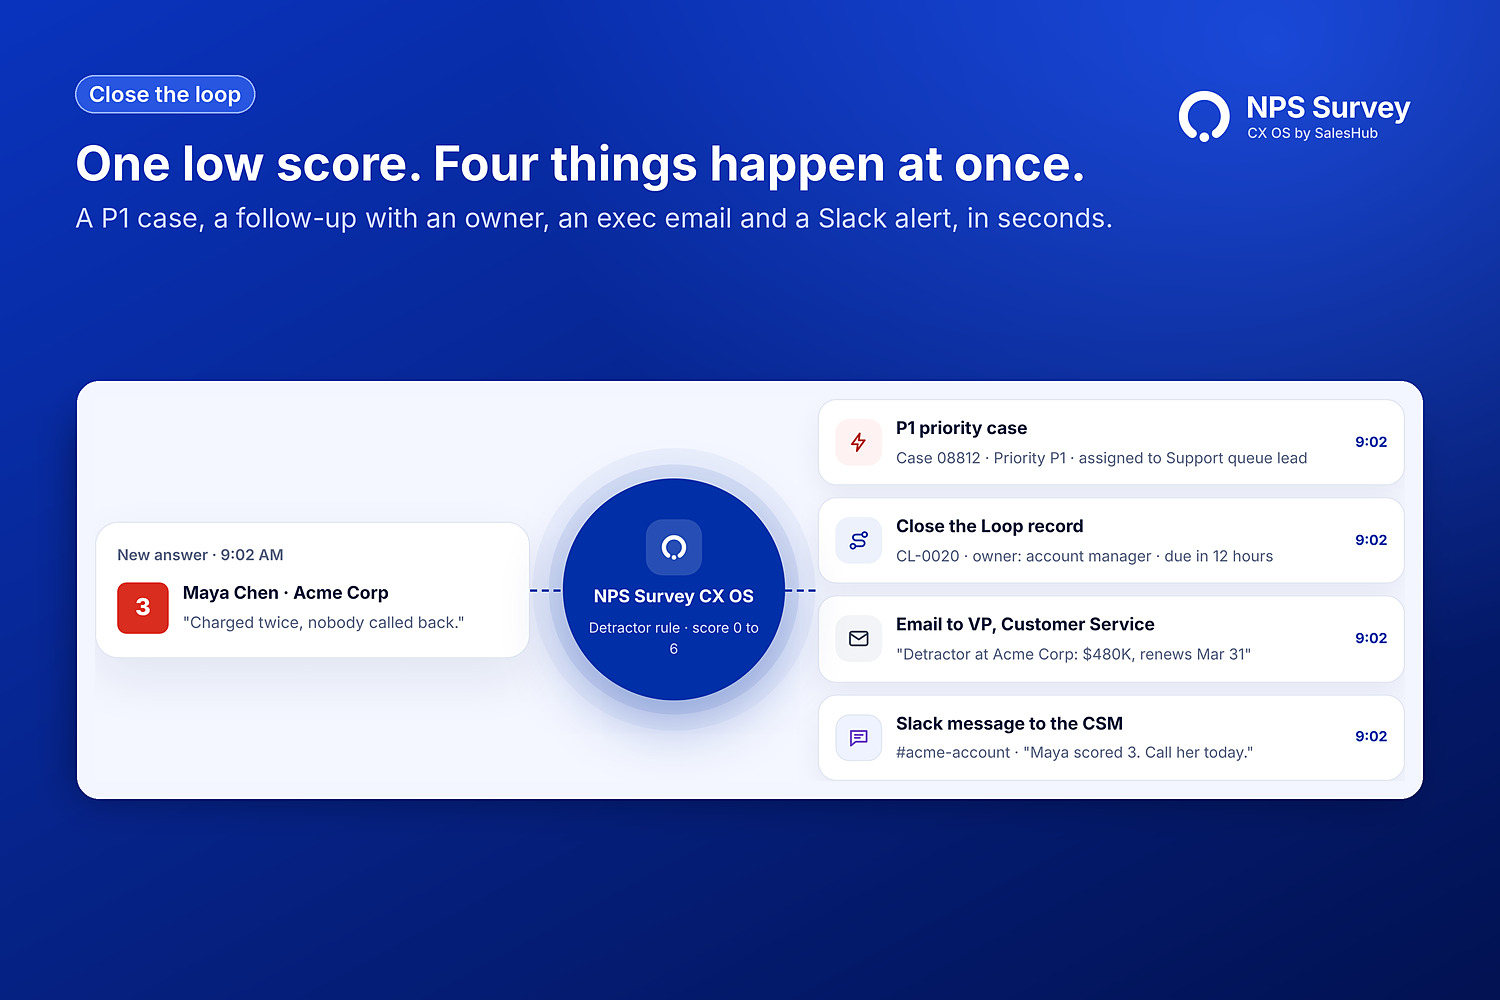 Close the loop
NPS Survey
CX OS by SalesHub
One low score. Four things happen at once.
A P1 case, a follow-up with an owner, an exec email and a Slack alert, in seconds.
New answer · 9:02 AM
3
Maya Chen · Acme Corp
"Charged twice, nobody called back."
NPS Survey CX OS
Detractor rule · score 0 to
6
P1 priority case
Case 08812 · Priority P1 · assigned to Support queue lead
9:02
Close the Loop record
CL-0020 · owner: account manager · due in 12 hours
9:02
Email to VP, Customer Service
"Detractor at Acme Corp: $480K, renews Mar 31"
9:02
Slack message to the CSM
#acme-account · "Maya scored 3. Call her today."
9:02